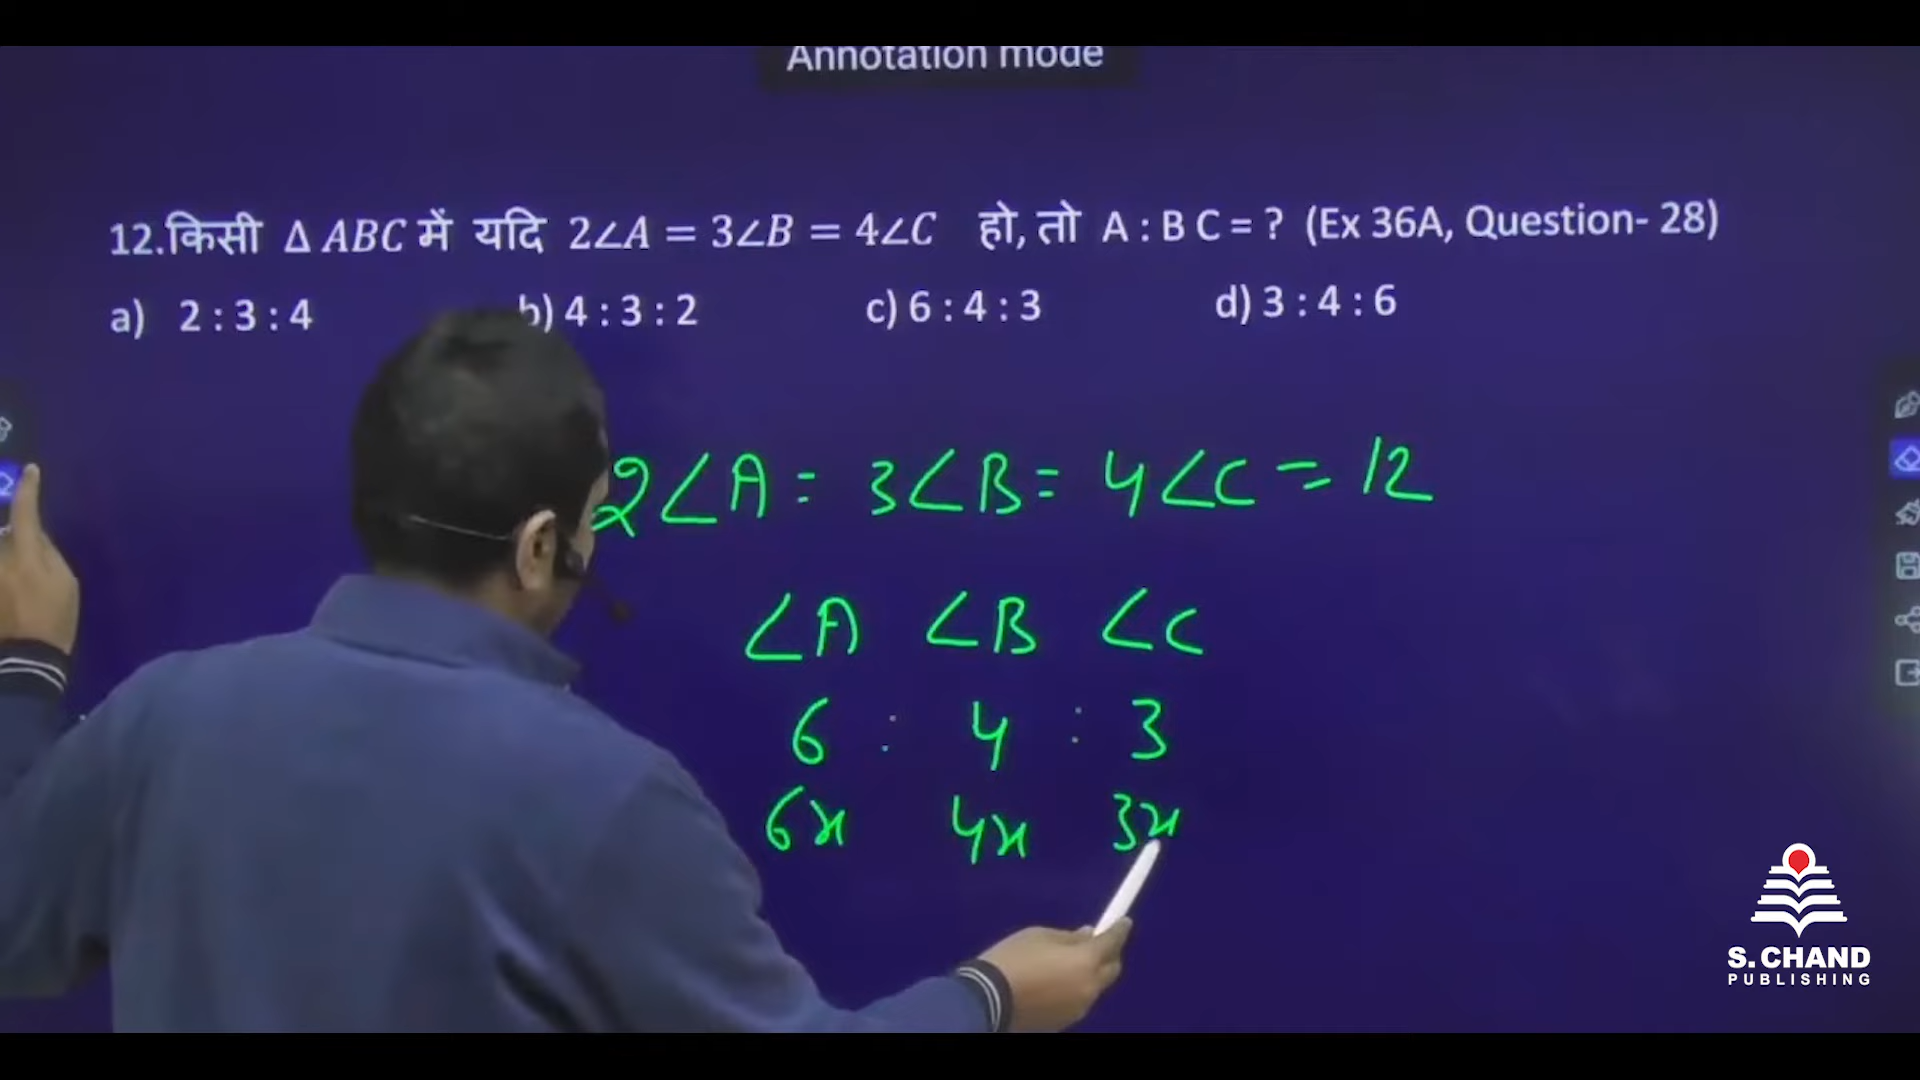 Annotation mode
12.किसी Δ ABC में यदि 2∠A = 3∠B = 4∠C हो, तो A : B C = ? (Ex 36A, Question- 28)
a) 2 : 3 : 4 b) 4 : 3 : 2 c) 6 : 4 : 3 d) 3 : 4 : 6
2∠A = 3∠B = 4∠C = 12
∠A ∠B ∠C
6 : 4 : 3
6x 4x 3x
S. CHAND
PUBLISHING